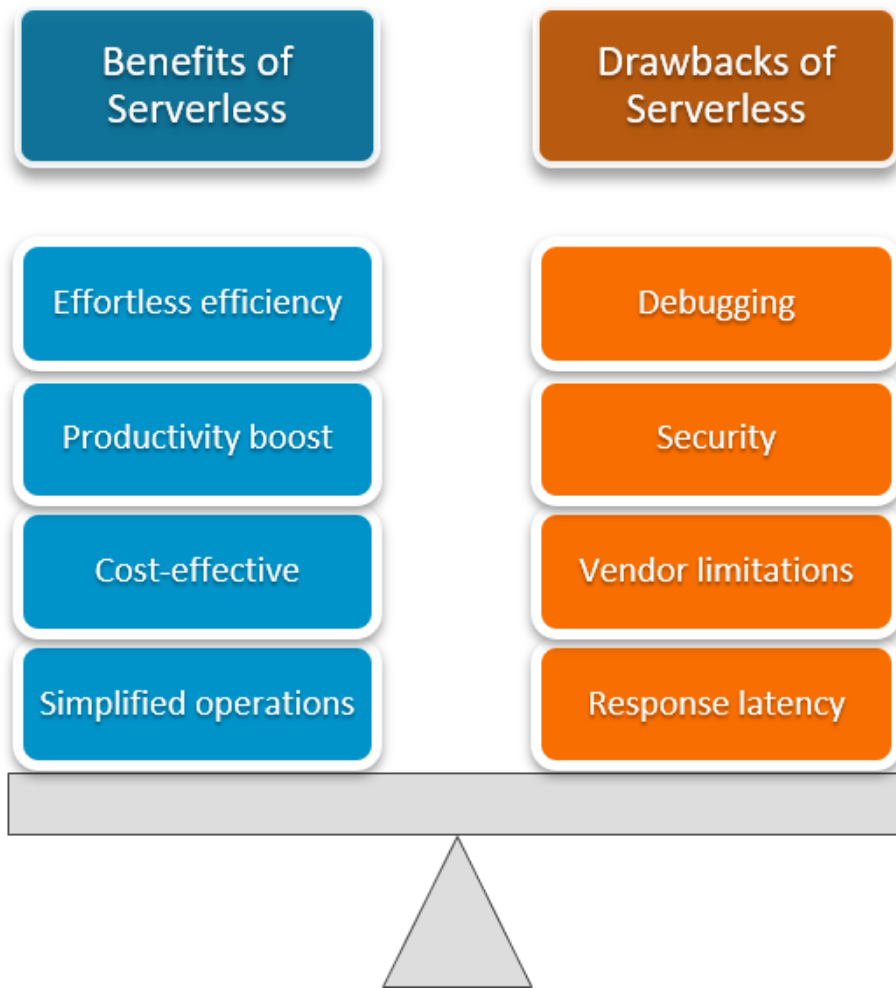 Benefits of
Serverless
Drawbacks of
Serverless
Effortless efficiency
Productivity boost
Cost-effective
Simplified operations
Debugging
Security
Vendor limitations
Response latency